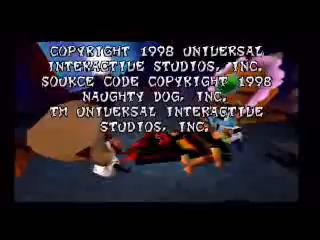 COPYRIGHT 1998 UNIVERSAL
INTERACTIVE STUDIOS, INC.
SOURCE CODE COPYRIGHT 1998
NAUGHTY DOG, INC.
TM UNIVERSAL INTERACTIVE
STUDIOS, INC.